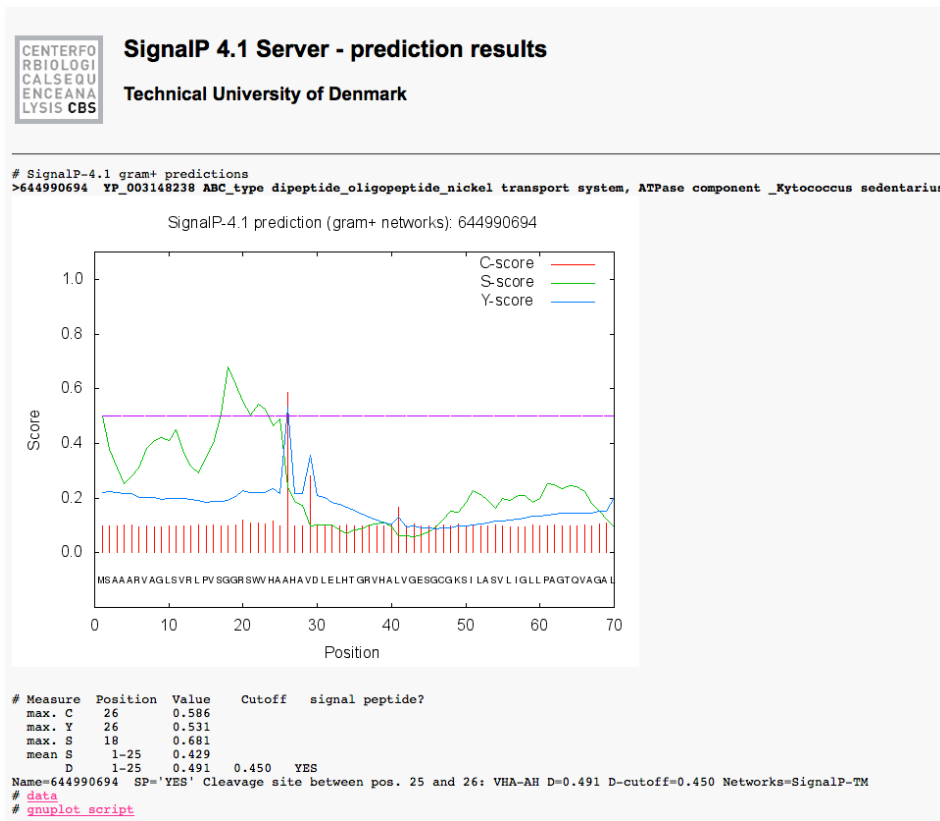 CENTERFO
RBIOLOGI
CALSEQU
ENCEANA
LYSIS CBS
SignalP 4.1 Server - prediction results
Technical University of Denmark
# SignalP-4.1 gram+ predictions
>644990694 YP_003148238 ABC_type dipeptide_oligopeptide_nickel transport system, ATPase component _Kytococcus sedentarius
SignalP-4.1 prediction (gram+ networks): 644990694
C-score
S-score
Y-score
1.0
0.8
0.6
0.4
0.2
0.0
Score
MSAAARVAGLSVRLPVSGGRSWVHAAHAVDLELHTGRVHALVGESGCGKSILASVLIGLLPAGTQVAGAL
0 10 20 30 40 50 60 70
Position
# Measure Position Value Cutoff signal peptide?
max. C 26 0.586
max. Y 26 0.531
max. S 18 0.681
mean S 1-25 0.429
D 1-25 0.491 0.450 YES
Name=644990694 SP='YES' Cleavage site between pos. 25 and 26: VHA-AH D=0.491 D-cutoff=0.450 Networks=SignalP-TM
# data
# gnuplot script